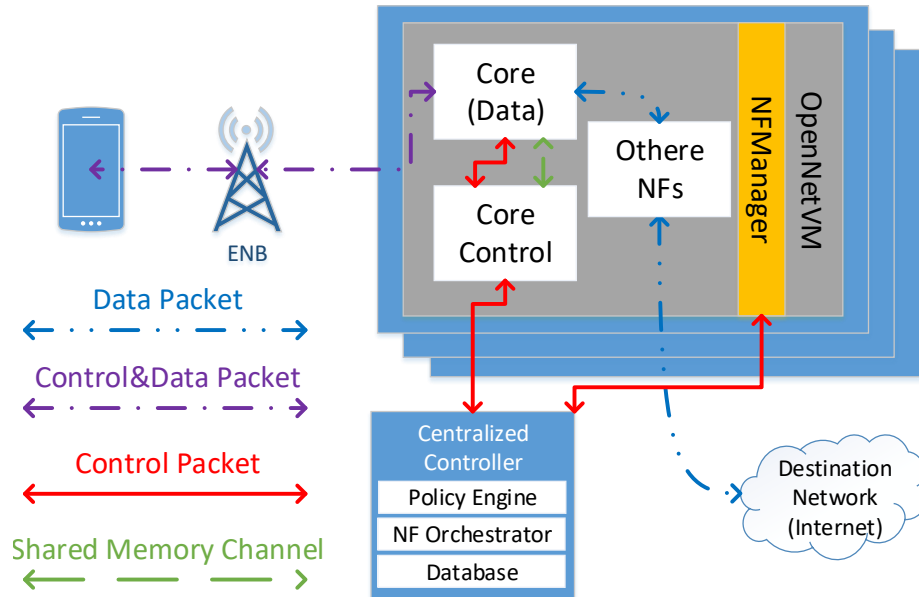 Core
(Data)
Othere
NFs
Core
Control
NFManager
OpenNetVM
ENB
Data Packet
Control&Data Packet
Control Packet
Shared Memory Channel
Centralized
Controller
Policy Engine
NF Orchestrator
Database
Destination
Network
(Internet)